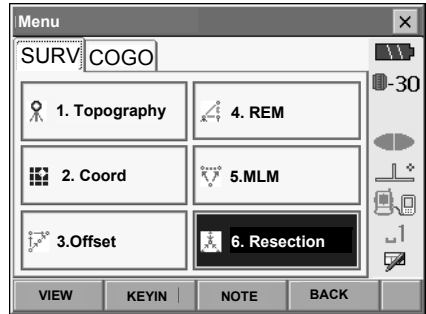 Menu
SURV COGO
-30
1. Topography
4. REM
2. Coord
5.MLM
3.Offset
6. Resection
1
VIEW KEYIN NOTE BACK